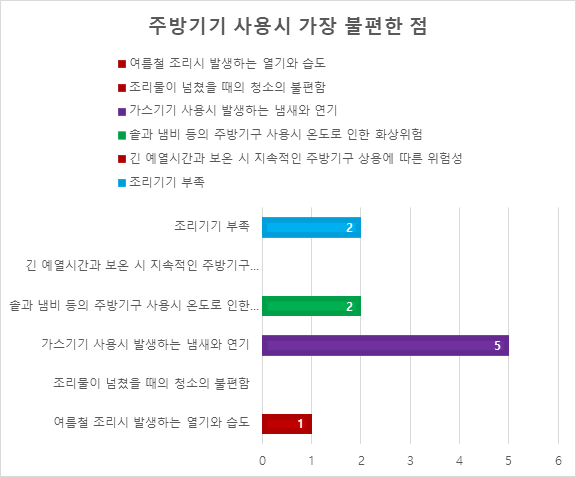 주방기기 사용시 가장 불편한 점
여름철 조리시 발생하는 열기와 습도
조리물이 넘쳤을 때의 청소의 불편함
가스기기 사용시 발생하는 냄새와 연기
솥과 냄비 등의 주방기구 사용시 온도로 인한 화상위험
긴 예열시간과 보온 시 지속적인 주방기구 상용에 따른 위험성
조리기기 부족
조리기기 부족 2
긴 예열시간과 보온 시 지속적인 주방기구...
솥과 냄비 등의 주방기구 사용시 온도로 인한... 2
가스기기 사용시 발생하는 냄새와 연기 5
조리물이 넘쳤을 때의 청소의 불편함
여름철 조리시 발생하는 열기와 습도 1
0 1 2 3 4 5 6